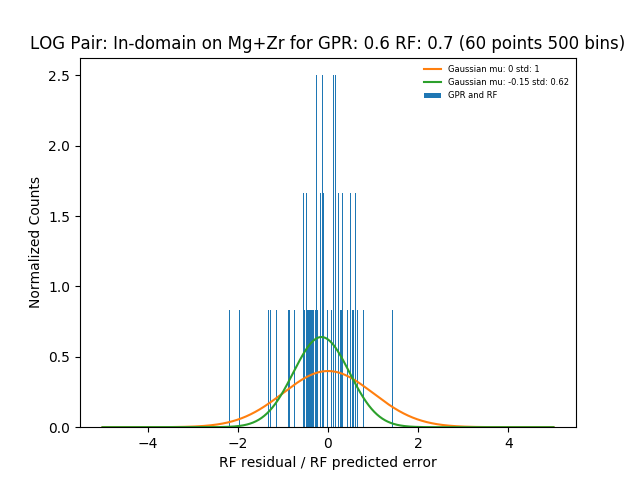 LOG Pair: In-domain on Mg+Zr for GPR: 0.6 RF: 0.7 (60 points 500 bins)
Gaussian mu: 0 std: 1
Gaussian mu: -0.15 std: 0.62
GPR and RF
2.5
2.0
1.5
1.0
0.5
0.0
Normalized Counts
−4 −2 0 2 4
RF residual / RF predicted error